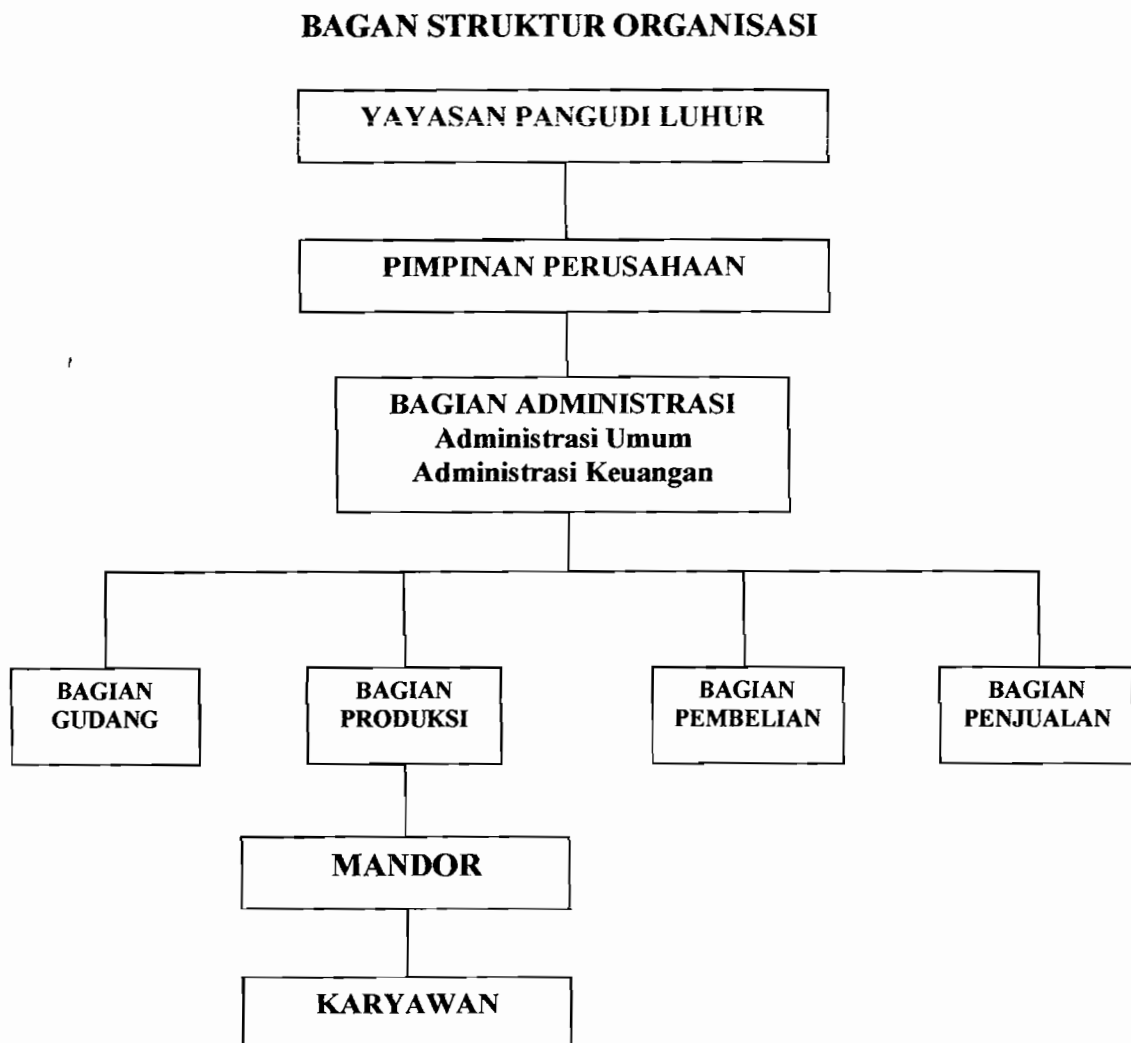 BAGAN STRUKTUR ORGANISASI
YAYASAN PANGUDI LUHUR
PIMPINAN PERUSAHAAN
BAGIAN ADMINISTRASI
Administrasi Umum
Administrasi Keuangan
BAGIAN
GUDANG
BAGIAN
PRODUKSI
BAGIAN
PEMBELIAN
BAGIAN
PENJUALAN
MANDOR
KARYAWAN